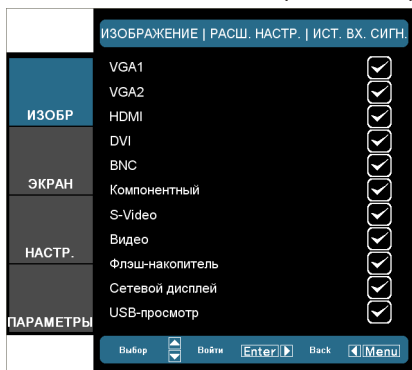 ИЗОБРАЖЕНИЕ | РАСШ. НАСТР. | ИСТ. ВХ. СИГН.
ИЗОБР
ЭКРАН
НАСТР.
ПАРАМЕТРЫ
VGA1
VGA2
HDMI
DVI
BNC
Компонентный
S-Video
Видео
Флэш-накопитель
Сетевой дисплей
USB-просмотр
Выбор Войти Enter Back Menu